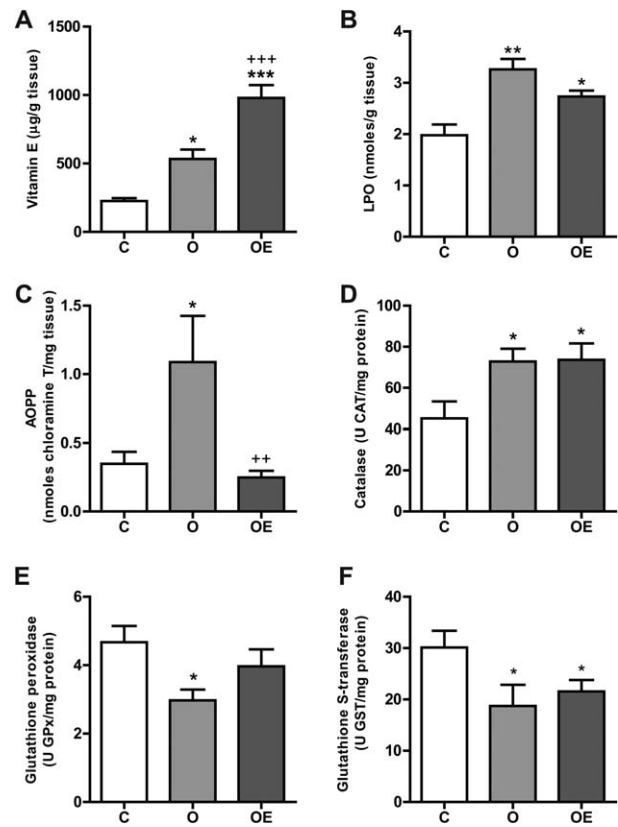 A
Vitamin E (µg/g tissue)
1500
1000
500
0
*
+++
***
C O OE
B
LPO (nmoles/g tissue)
4
3
2
1
0
**
*
C O OE
C
AOPP
(nmoles chloramine T/mg tissue)
1.5
1.0
0.5
0.0
*
++
C O OE
D
Catalase (U CAT/mg protein)
100
80
60
40
20
0
*
*
C O OE
E
Glutathione peroxidase
(U GPx/mg protein)
6
4
2
0
*
C O OE
F
Glutathione S-transferase
(U GST/mg protein)
40
30
20
10
0
*
*
C O OE